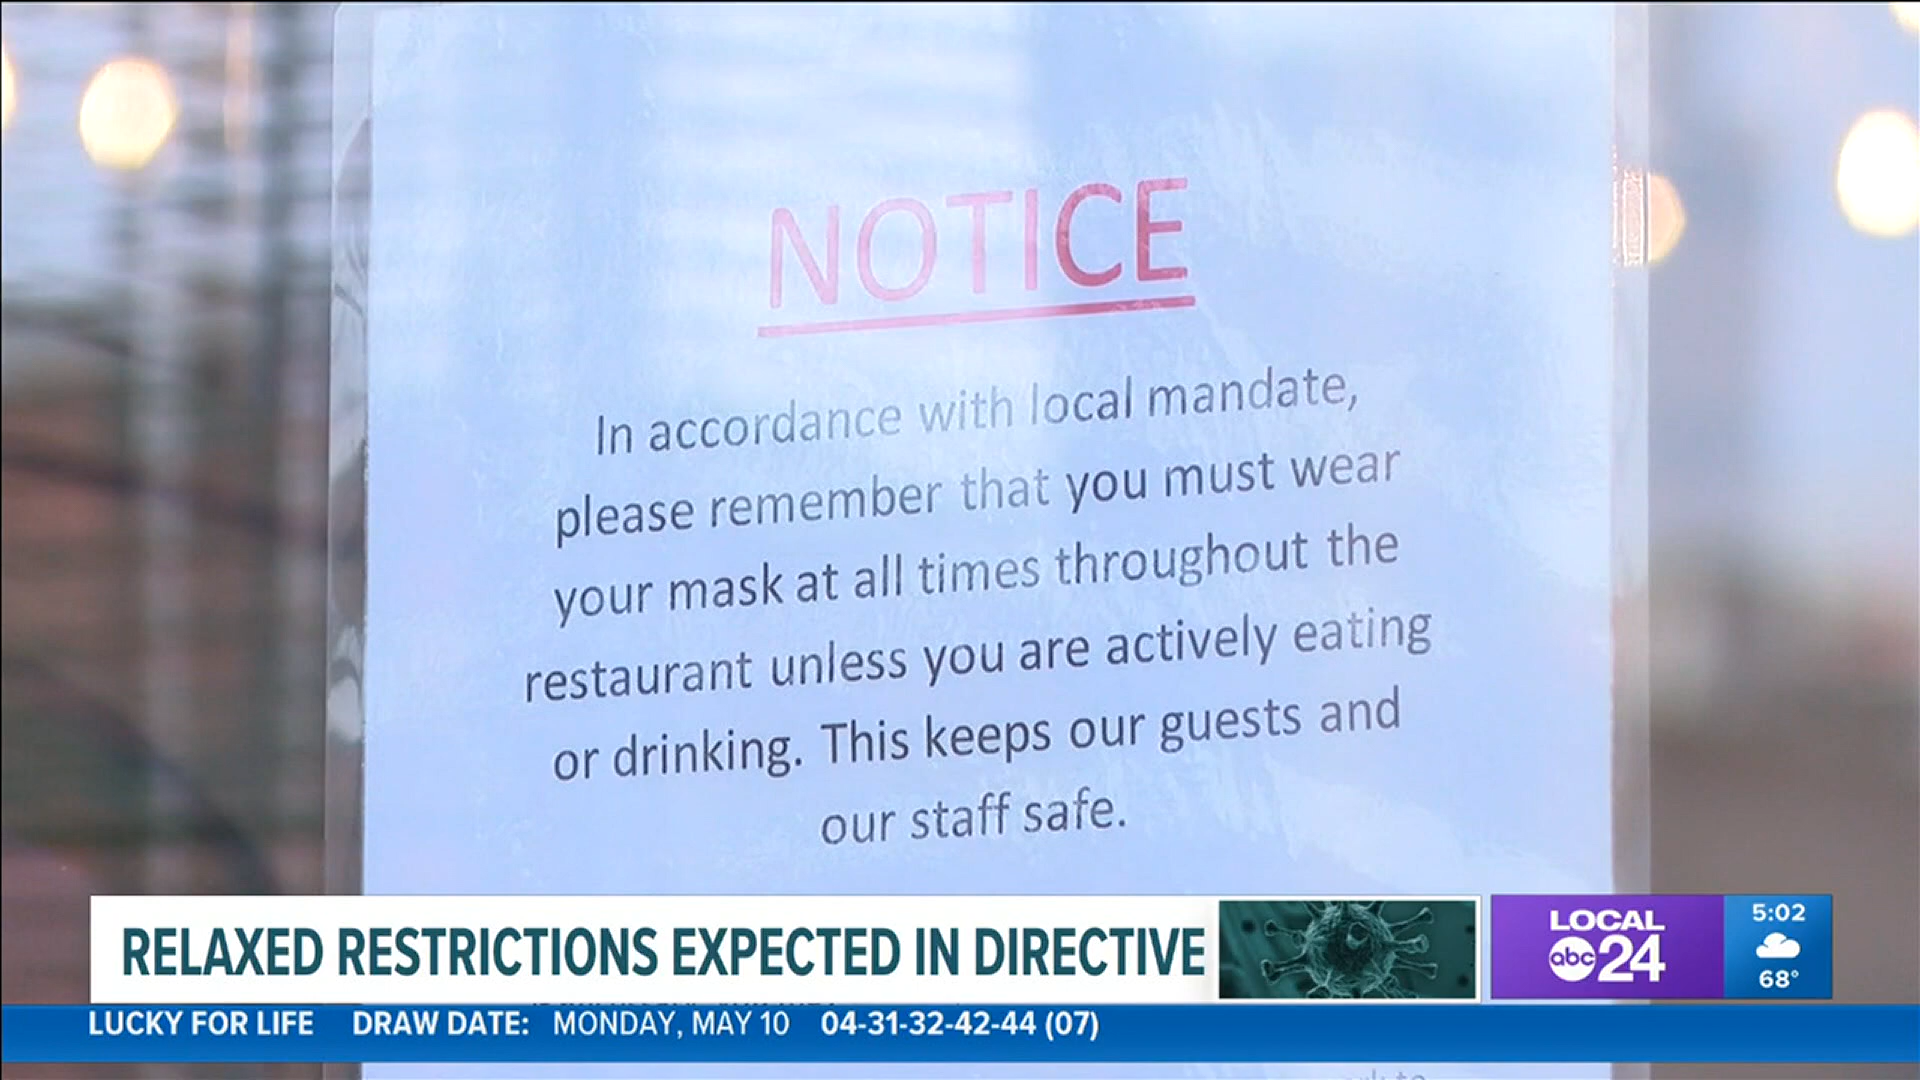 NOTICE
In accordance with local mandate,
please remember that you must wear
your mask at all times throughout the
restaurant unless you are actively eating
or drinking. This keeps our guests and
our staff safe.
RELAXED RESTRICTIONS EXPECTED IN DIRECTIVE
LOCAL
abc 24
5:02
68°
LUCKY FOR LIFE DRAW DATE: MONDAY, MAY 10 04-31-32-42-44 (07)